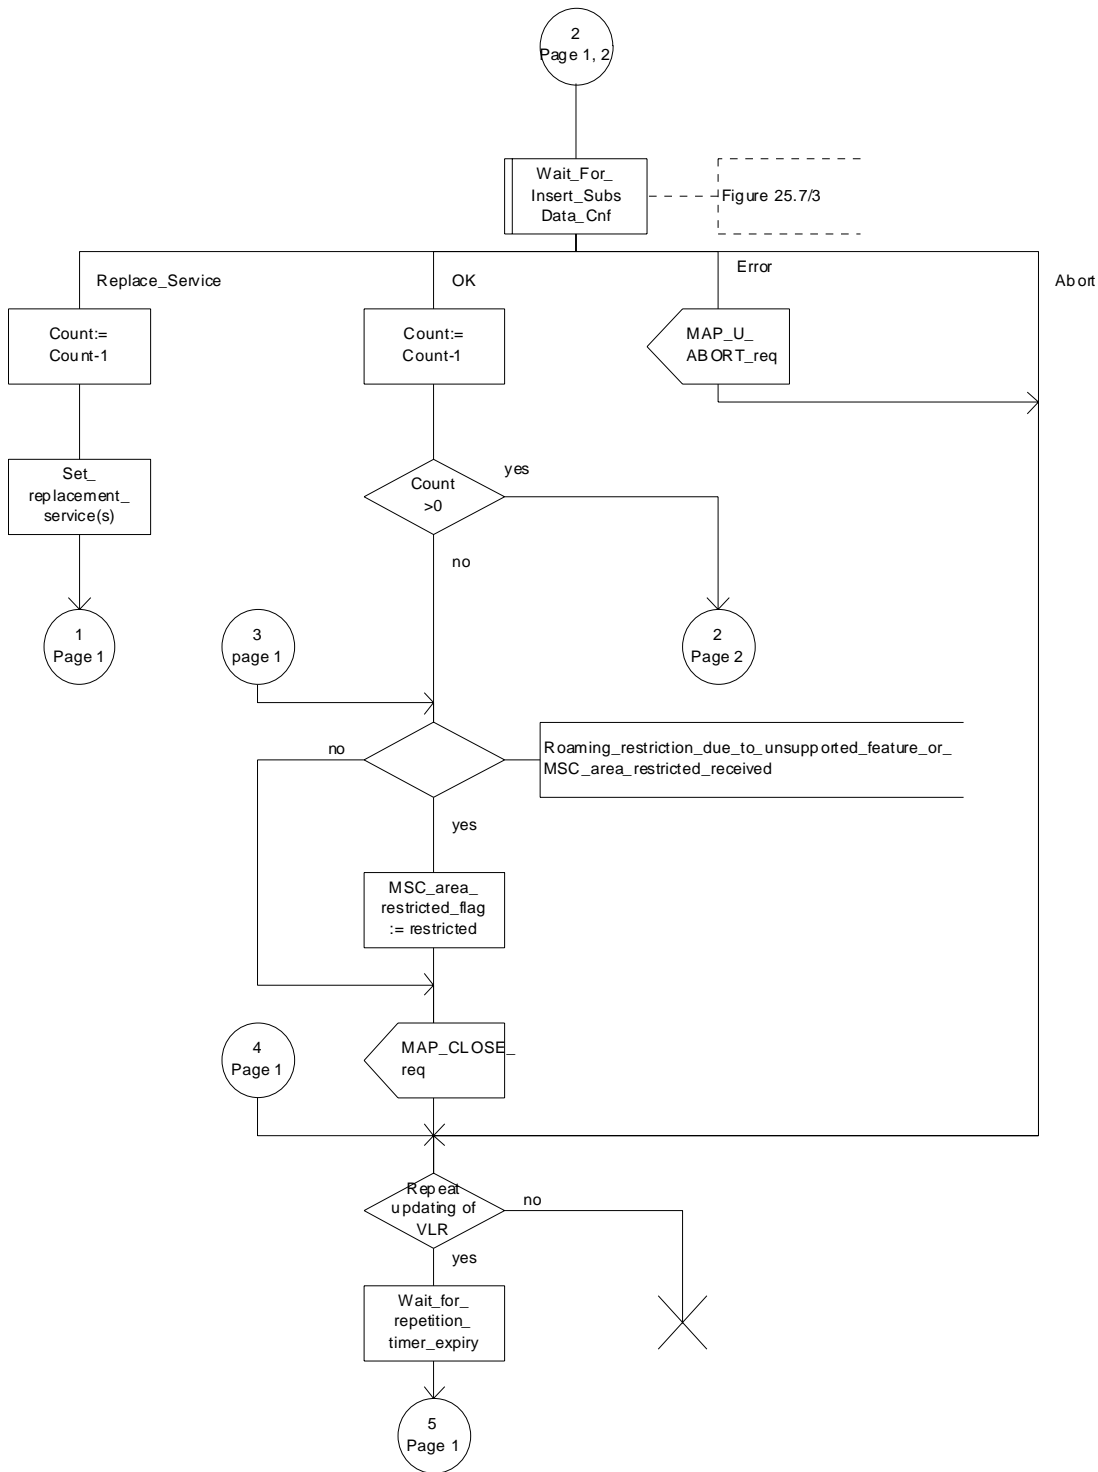 2
Page 1, 2
Wait_For_
Insert_Subs
Data_Cnf
Figure 25.7/3
Replace_Service
OK
Error
Abort
Count:=
Count-1
Count:=
Count-1
MAP_U_
ABORT_req
Set_
replacement_
service(s)
Count
>0
yes
no
1
Page 1
3
page 1
2
Page 2
no
Roaming_restriction_due_to_unsupported_feature_or_
MSC_area_restricted_received
yes
MSC_area_
restricted_flag
:= restricted
4
Page 1
MAP_CLOSE_
req
Repeat
updating of
VLR
no
yes
Wait_for_
repetition_
timer_expiry
5
Page 1